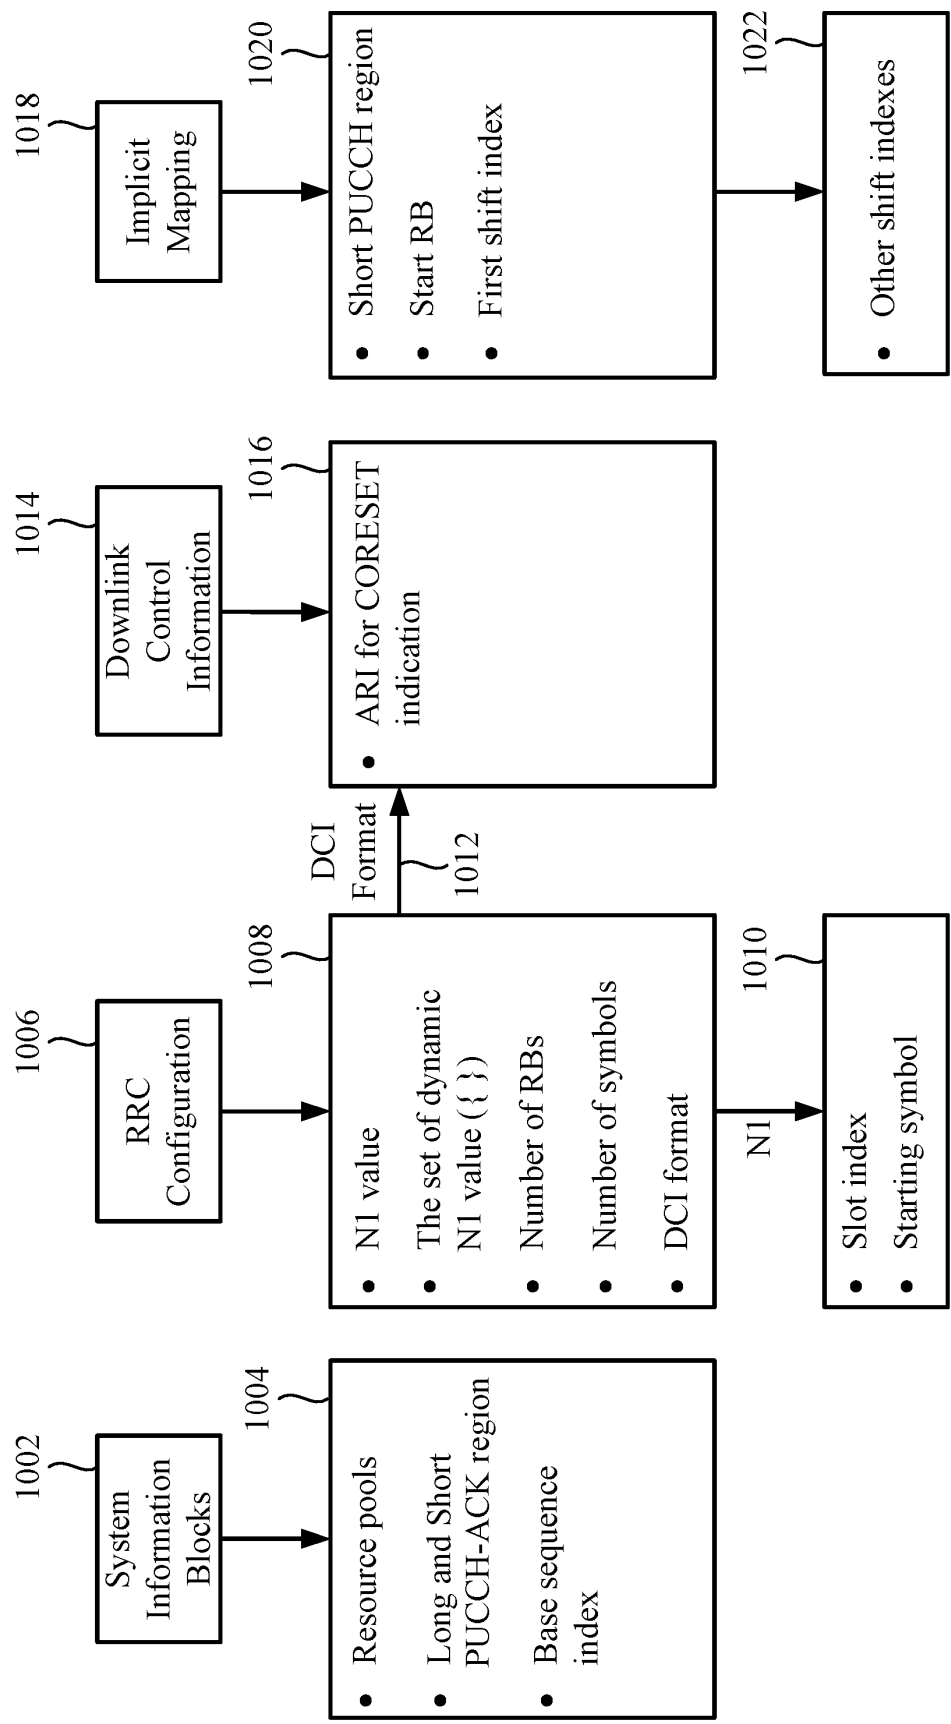 1002
System
Information
Blocks
1004
• Resource pools
• Long and Short
PUCCH-ACK region
• Base sequence
index
1006
RRC
Configuration
1008
• N1 value
• The set of dynamic
N1 value ({ })
• Number of RBs
• Number of symbols
• DCI format
N1
1010
• Slot index
• Starting symbol
DCI
Format
1012
1014
Downlink
Control
Information
1016
• ARI for CORESET
indication
1018
Implicit
Mapping
1020
• Short PUCCH region
• Start RB
• First shift index
1022
• Other shift indexes